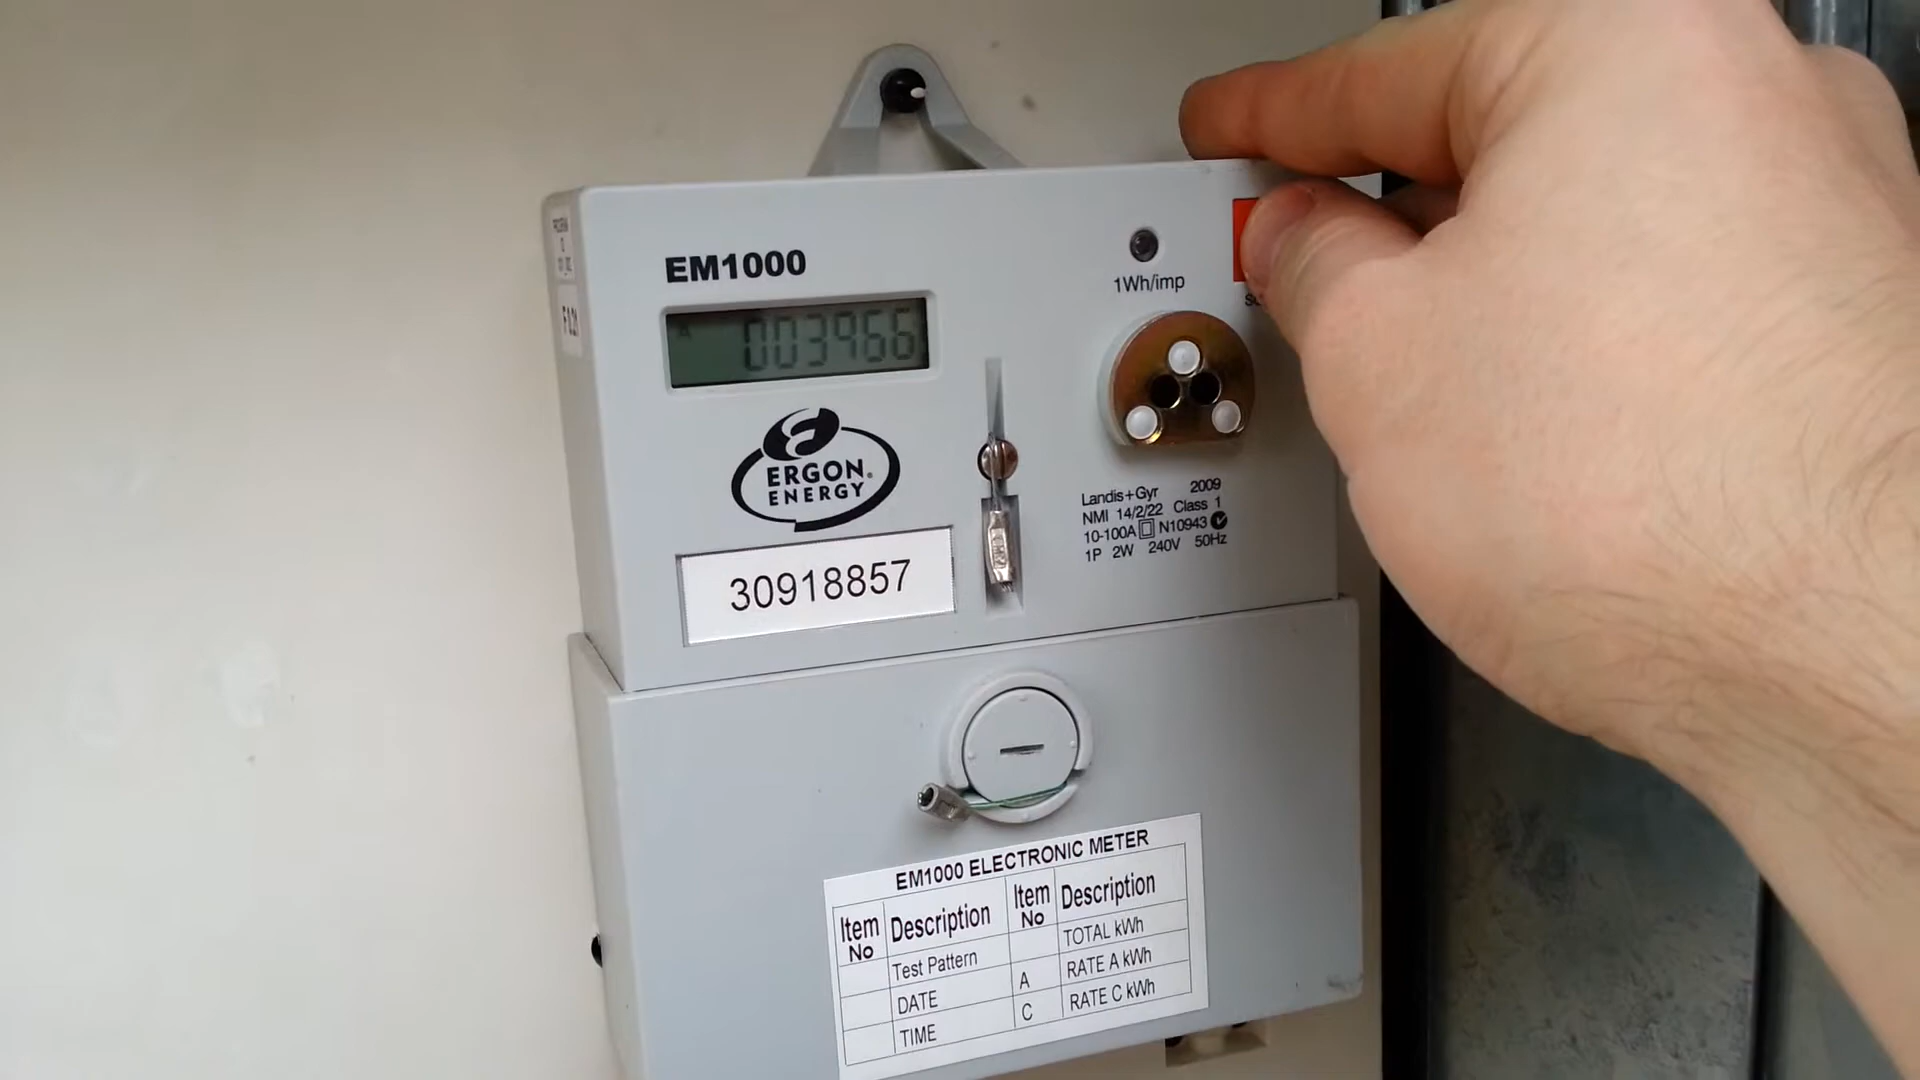 EM1000
1Wh/imp
A 003966
ERGON
ENERGY
30918857
Landis+Gyr 2009
NMI 14/2/22 Class 1
10-100A N10943
1P 2W 240V 50Hz
EM1000 ELECTRONIC METER
Item No Description Item No Description
Test Pattern TOTAL kWh
DATE A RATE A kWh
TIME C RATE C kWh